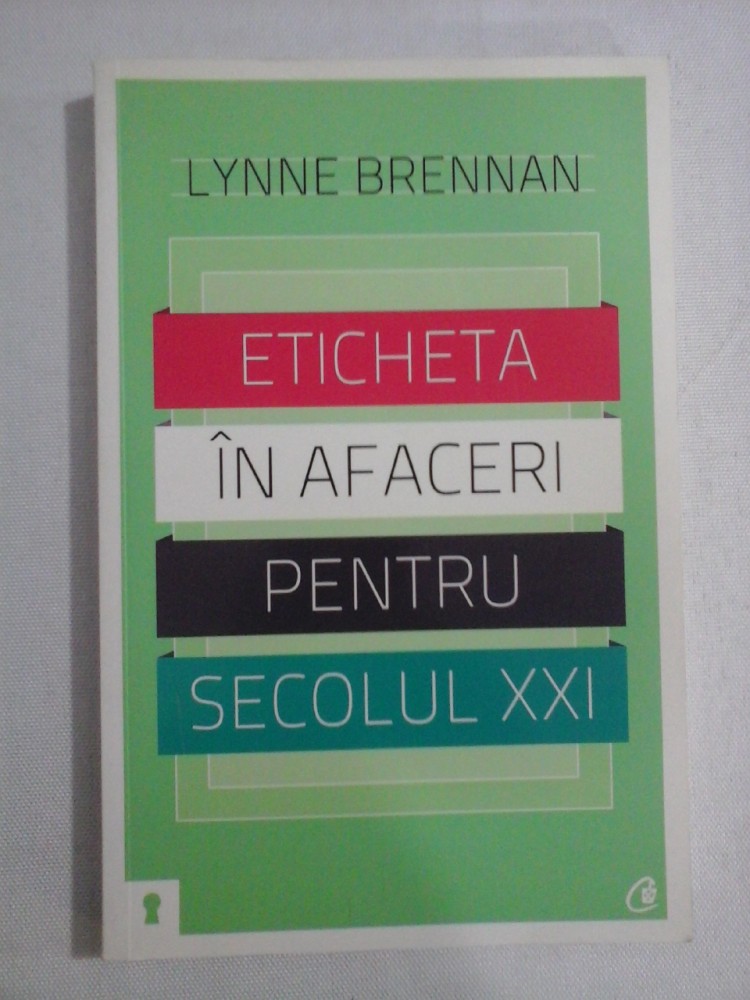 LYNNE BRENNAN
ETICHETA
ÎN AFACERI
PENTRU
SECOLUL XXI